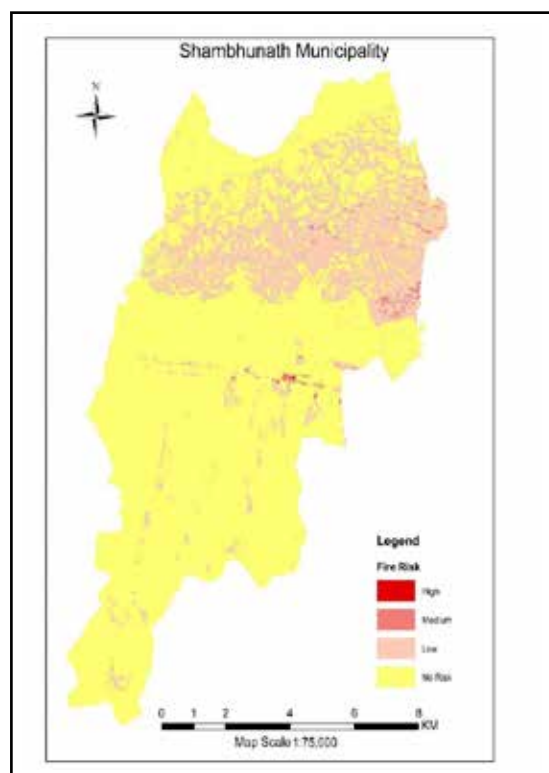 Shambhunath Municipality
N
Legend
Fire Risk
High
Medium
Low
No Risk
0 1 2 4 6 8
KM
Map Scale 1:75,000